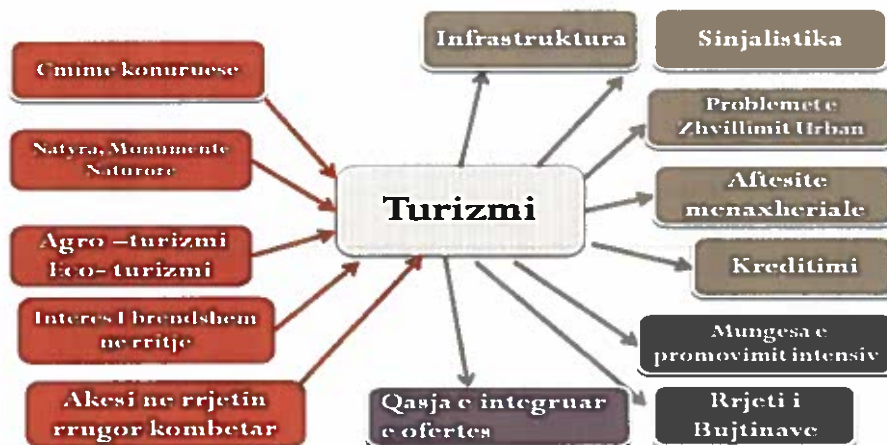 Infrastruktura
Sinjalistika
Cmime konuruese
Problemet e
Zhvillimit Urban
Natyra, Monumente
Naturore
Turizmi
Aftesite
menaxheriale
Agro –turizmi
Eco- turizmi
Kreditimi
Interes I brendshem
ne rritje
Mungesa e
promovimit intensiv
Akesi ne rrjetin
rrugor kombetar
Qasja e integruar
e ofertes
Rrjeti i
Bujtinave